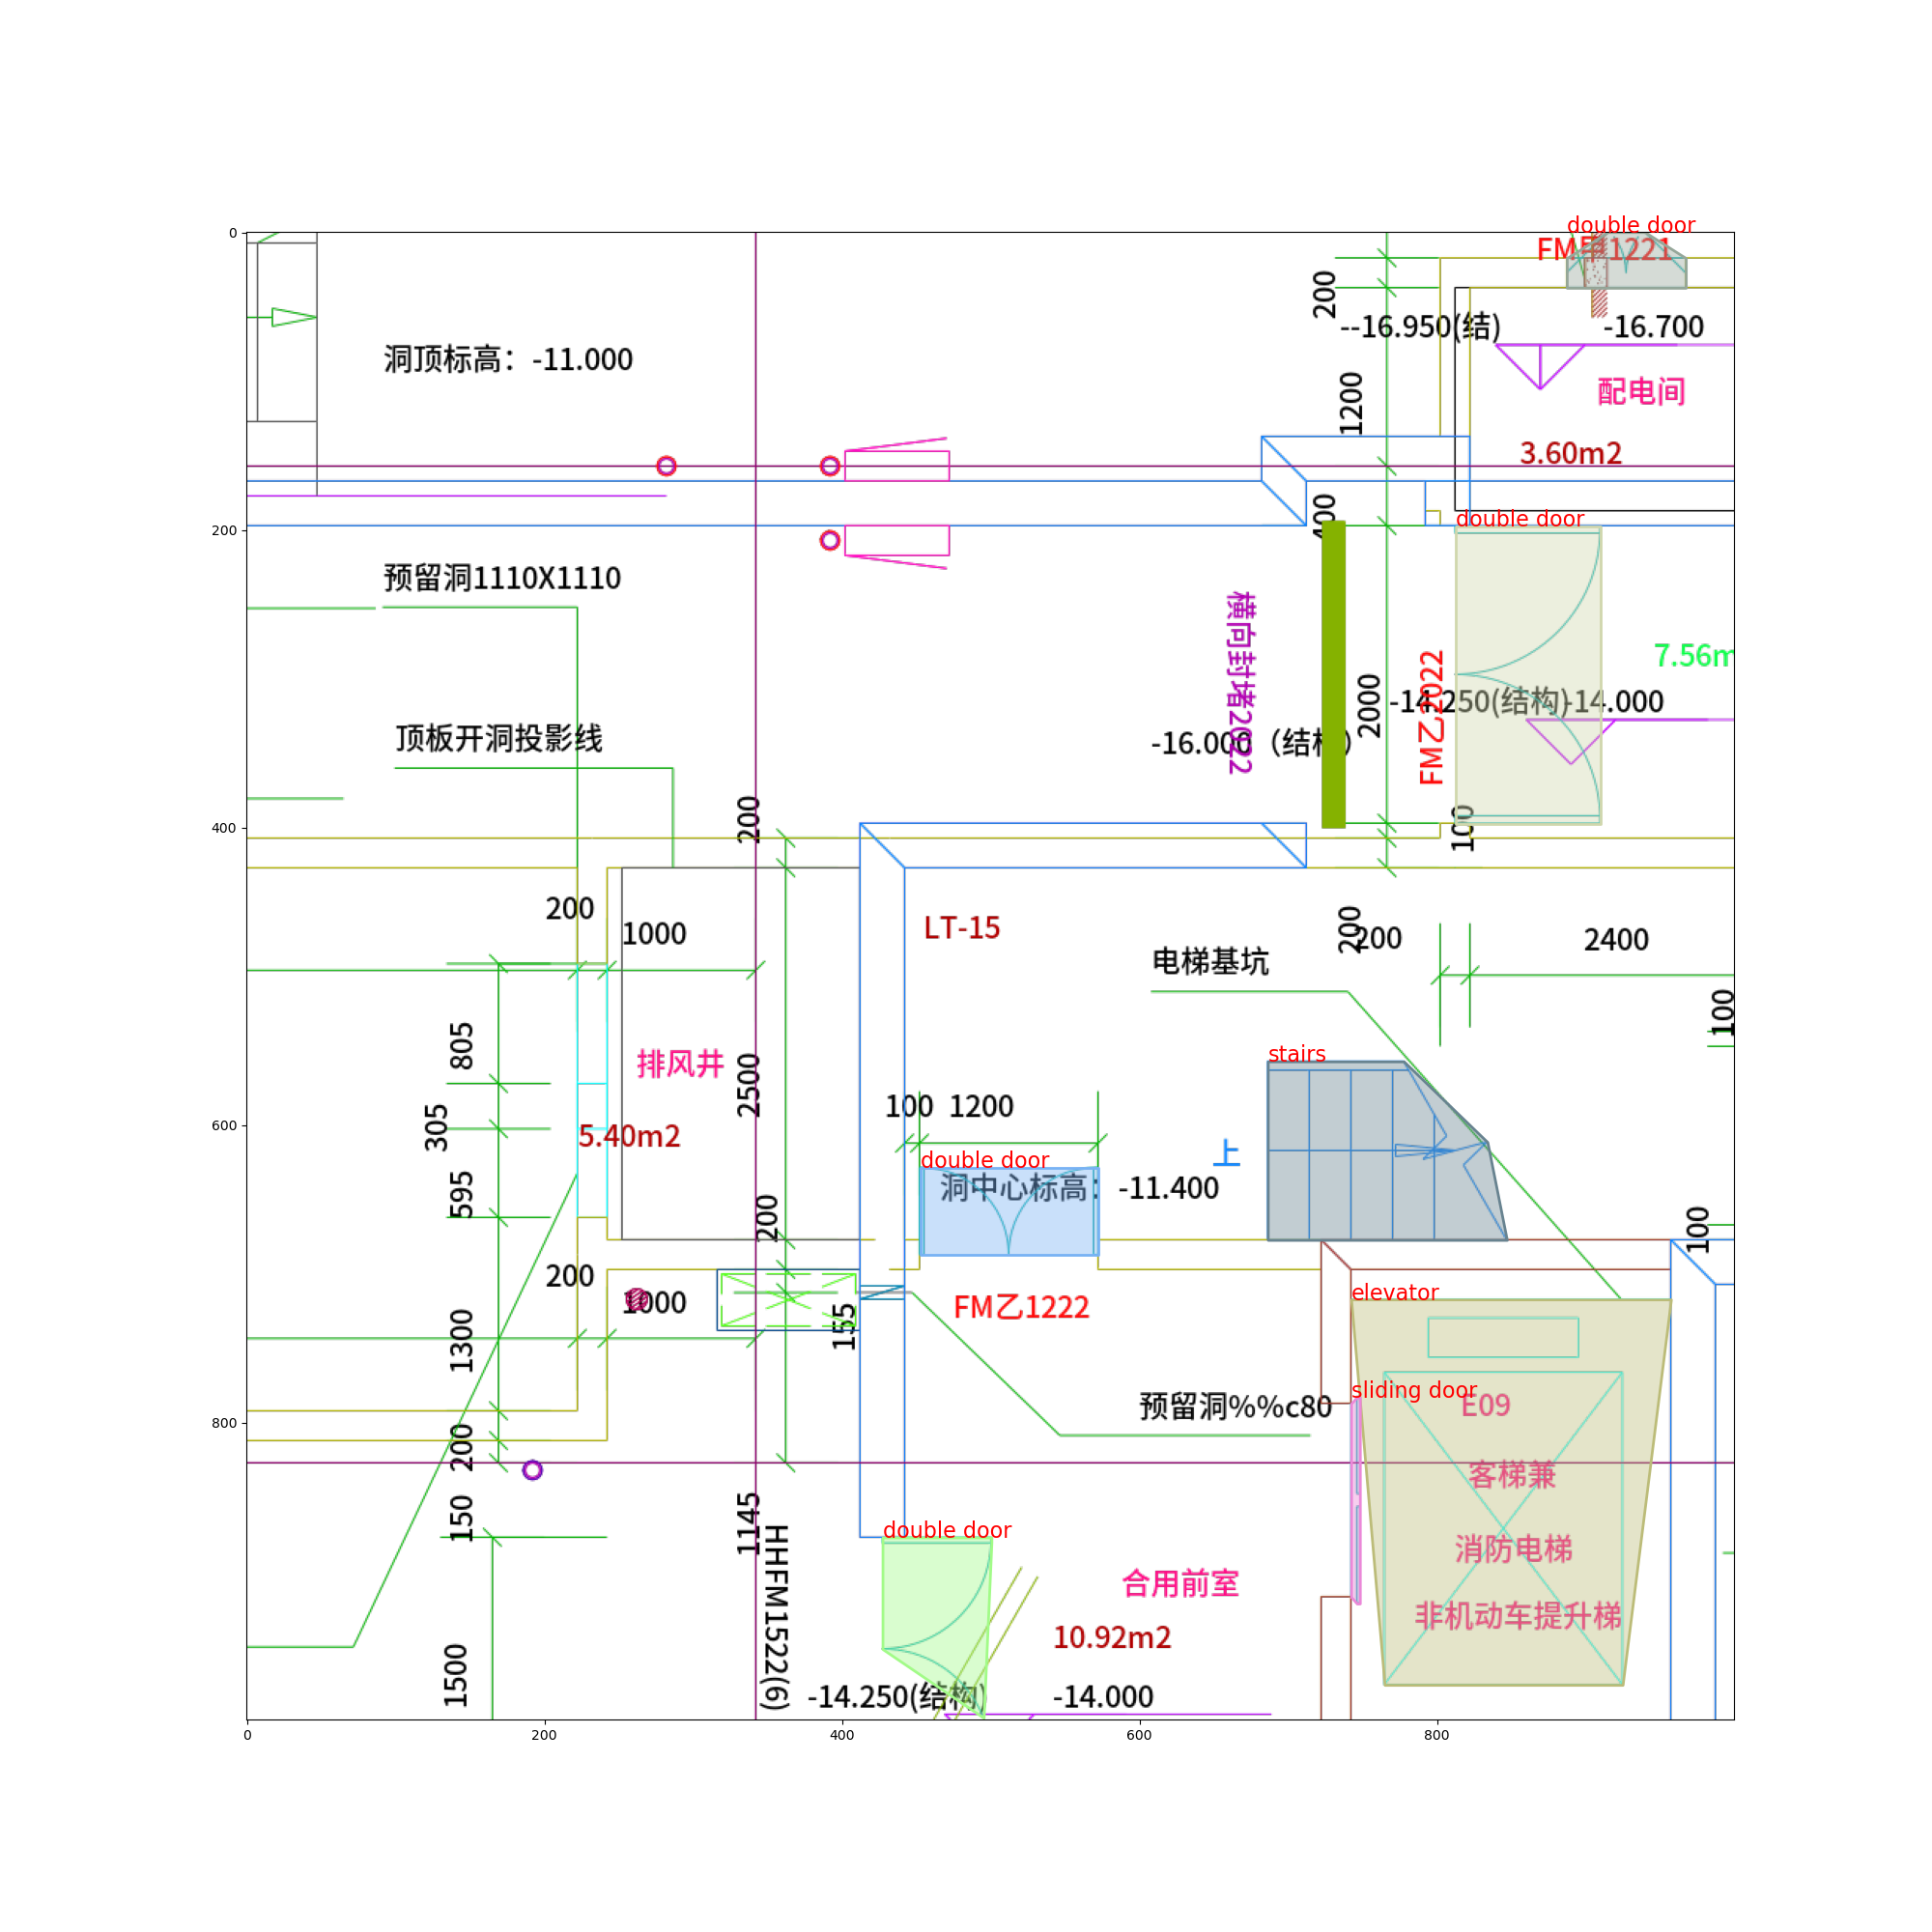 double door
FM甲1221
200
--16.950(结)
-16.700
洞顶标高：-11.000
1200
配电间
3.60m2
400
double door
预留洞1110X1110
横向封堵2022
FM乙2022
2000
7.56m
-14.250(结构)
-14.000
顶板开洞投影线
-16.000（结构）
200
100
200
1000
LT-15
200
200
2400
电梯基坑
100
805
排风井
2500
stairs
305
5.40m2
100
1200
上
double door
洞中心标高：-11.400
595
200
100
200
1000
155
FM乙1222
elevator
1300
sliding door
E09
预留洞%%c80
200
客梯兼
150
1145
HHFM1522(6)
double door
消防电梯
合用前室
非机动车提升梯
10.92m2
1500
-14.250(结构)
-14.000
0
200
400
600
800
0
200
400
600
800